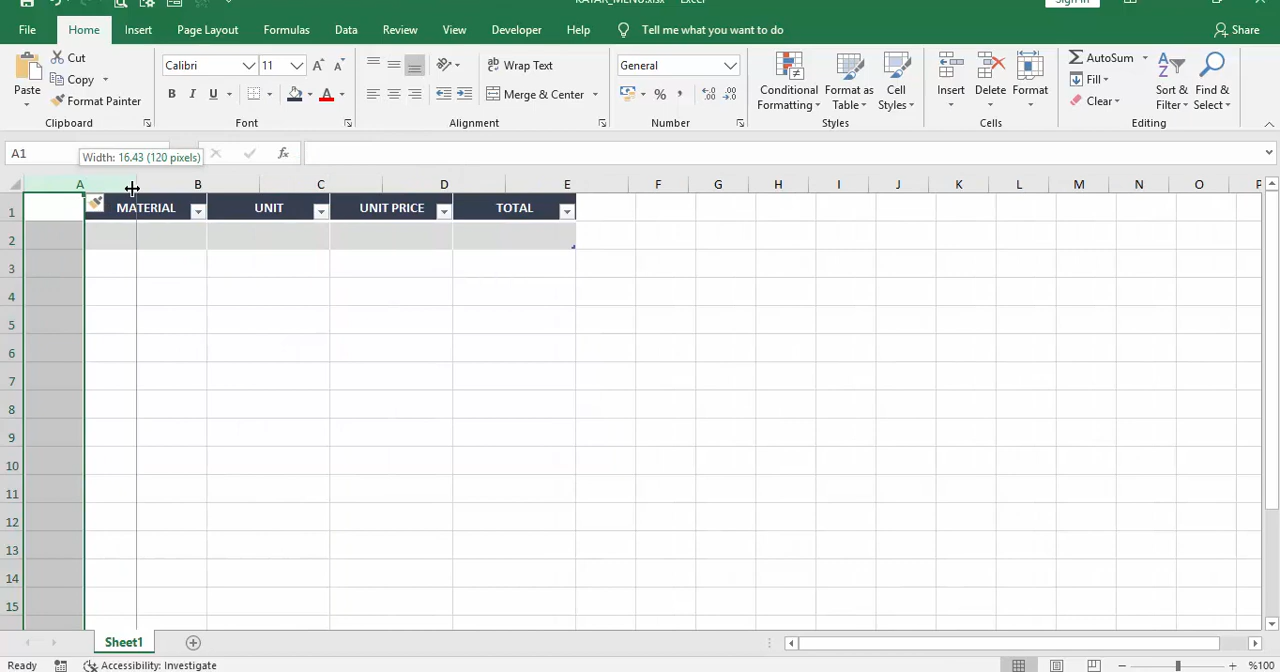 Sign in
File Home Insert Page Layout Formulas Data Review View Developer Help Tell me what you want to do Share
Paste
Cut
Copy
Format Painter
Clipboard
Calibri 11
B I U
Font
Wrap Text
Merge & Center
Alignment
General
%
Number
Conditional Formatting
Format as Table
Cell Styles
Styles
Insert
Delete
Format
Cells
AutoSum
Fill
Clear
Sort & Filter
Find & Select
Editing
A1
Width: 16.43 (120 pixels)
fx
A B C D E F G H I J K L M N O P
1 MATERIAL UNIT UNIT PRICE TOTAL
2
3
4
5
6
7
8
9
10
11
12
13
14
15
Sheet1
Ready Accessibility: Investigate %100